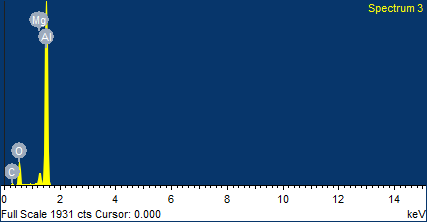 Spectrum 3
Mg
Al
O
C
0 2 4 6 8 10 12 14
Full Scale 1931 cts Cursor: 0.000 keV